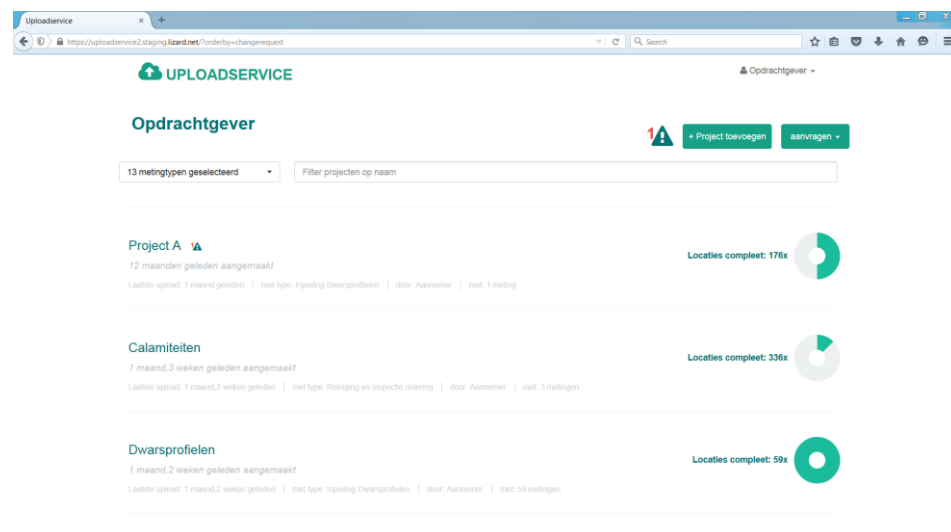 Uploadservice × +
https://uploadservice2.staging.lizard.net/?orderby=changerequest Search
UPLOADSERVICE Opdrachtgever
Opdrachtgever
1 + Project toevoegen aanvragen
13 metingtypen geselecteerd Filter projecten op naam
Project A 1
Locaties compleet: 176x
12 maanden geleden aangemaakt
Laatste upload: 1 maand geleden | met type: Inpeiling Dwarsprofielen | door: Aannemer | met: 1 meting
Calamiteiten
Locaties compleet: 336x
1 maand,3 weken geleden aangemaakt
Laatste upload: 1 maand,2 weken geleden | met type: Reiniging en inspectie riolering | door: Aannemer | met: 3 metingen
Dwarsprofielen
Locaties compleet: 59x
1 maand,2 weken geleden aangemaakt
Laatste upload: 1 maand,2 weken geleden | met type: Inpeiling Dwarsprofielen | door: Aannemer | met: 59 metingen